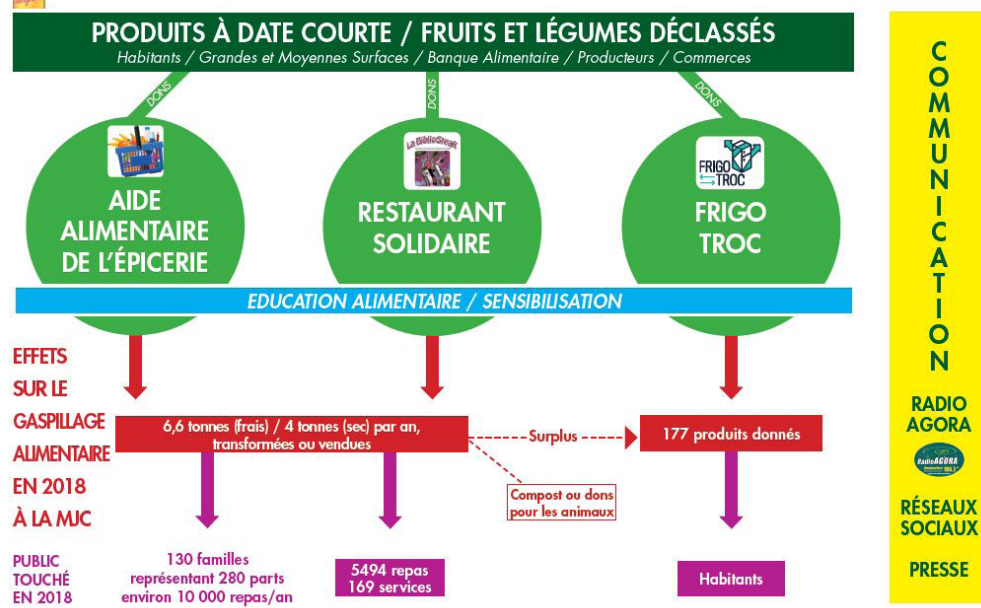 PRODUITS À DATE COURTE / FRUITS ET LÉGUMES DÉCLASSÉS
Habitants / Grandes et Moyennes Surfaces / Banque Alimentaire / Producteurs / Commerces
DONS
DONS
DONS
La BiblioSteak
FRIGO
TROC
AIDE
ALIMENTAIRE
DE L'ÉPICERIE
RESTAURANT
SOLIDAIRE
FRIGO
TROC
EDUCATION ALIMENTAIRE / SENSIBILISATION
EFFETS
SUR LE
GASPILLAGE
ALIMENTAIRE
EN 2018
À LA MJC
6,6 tonnes (frais) / 4 tonnes (sec) par an,
transformées ou vendues
Surplus
177 produits donnés
Compost ou dons
pour les animaux
PUBLIC
TOUCHÉ
EN 2018
130 familles
représentant 280 parts
environ 10 000 repas/an
5494 repas
169 services
Habitants
COMMUNICATION
RADIO
AGORA
RadioAGORA
RÉSEAUX
SOCIAUX
PRESSE